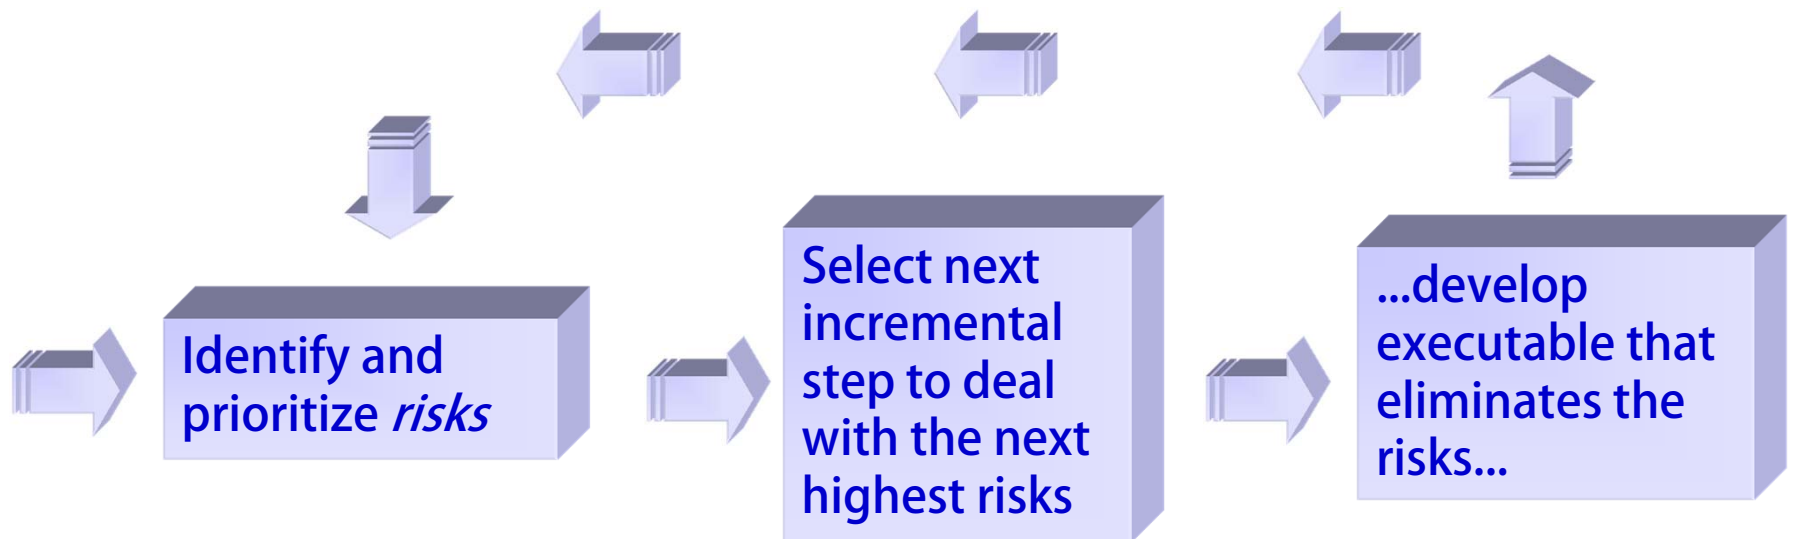 Identify and
prioritize risks
Select next
incremental
step to deal
with the next
highest risks
...develop
executable that
eliminates the
risks...